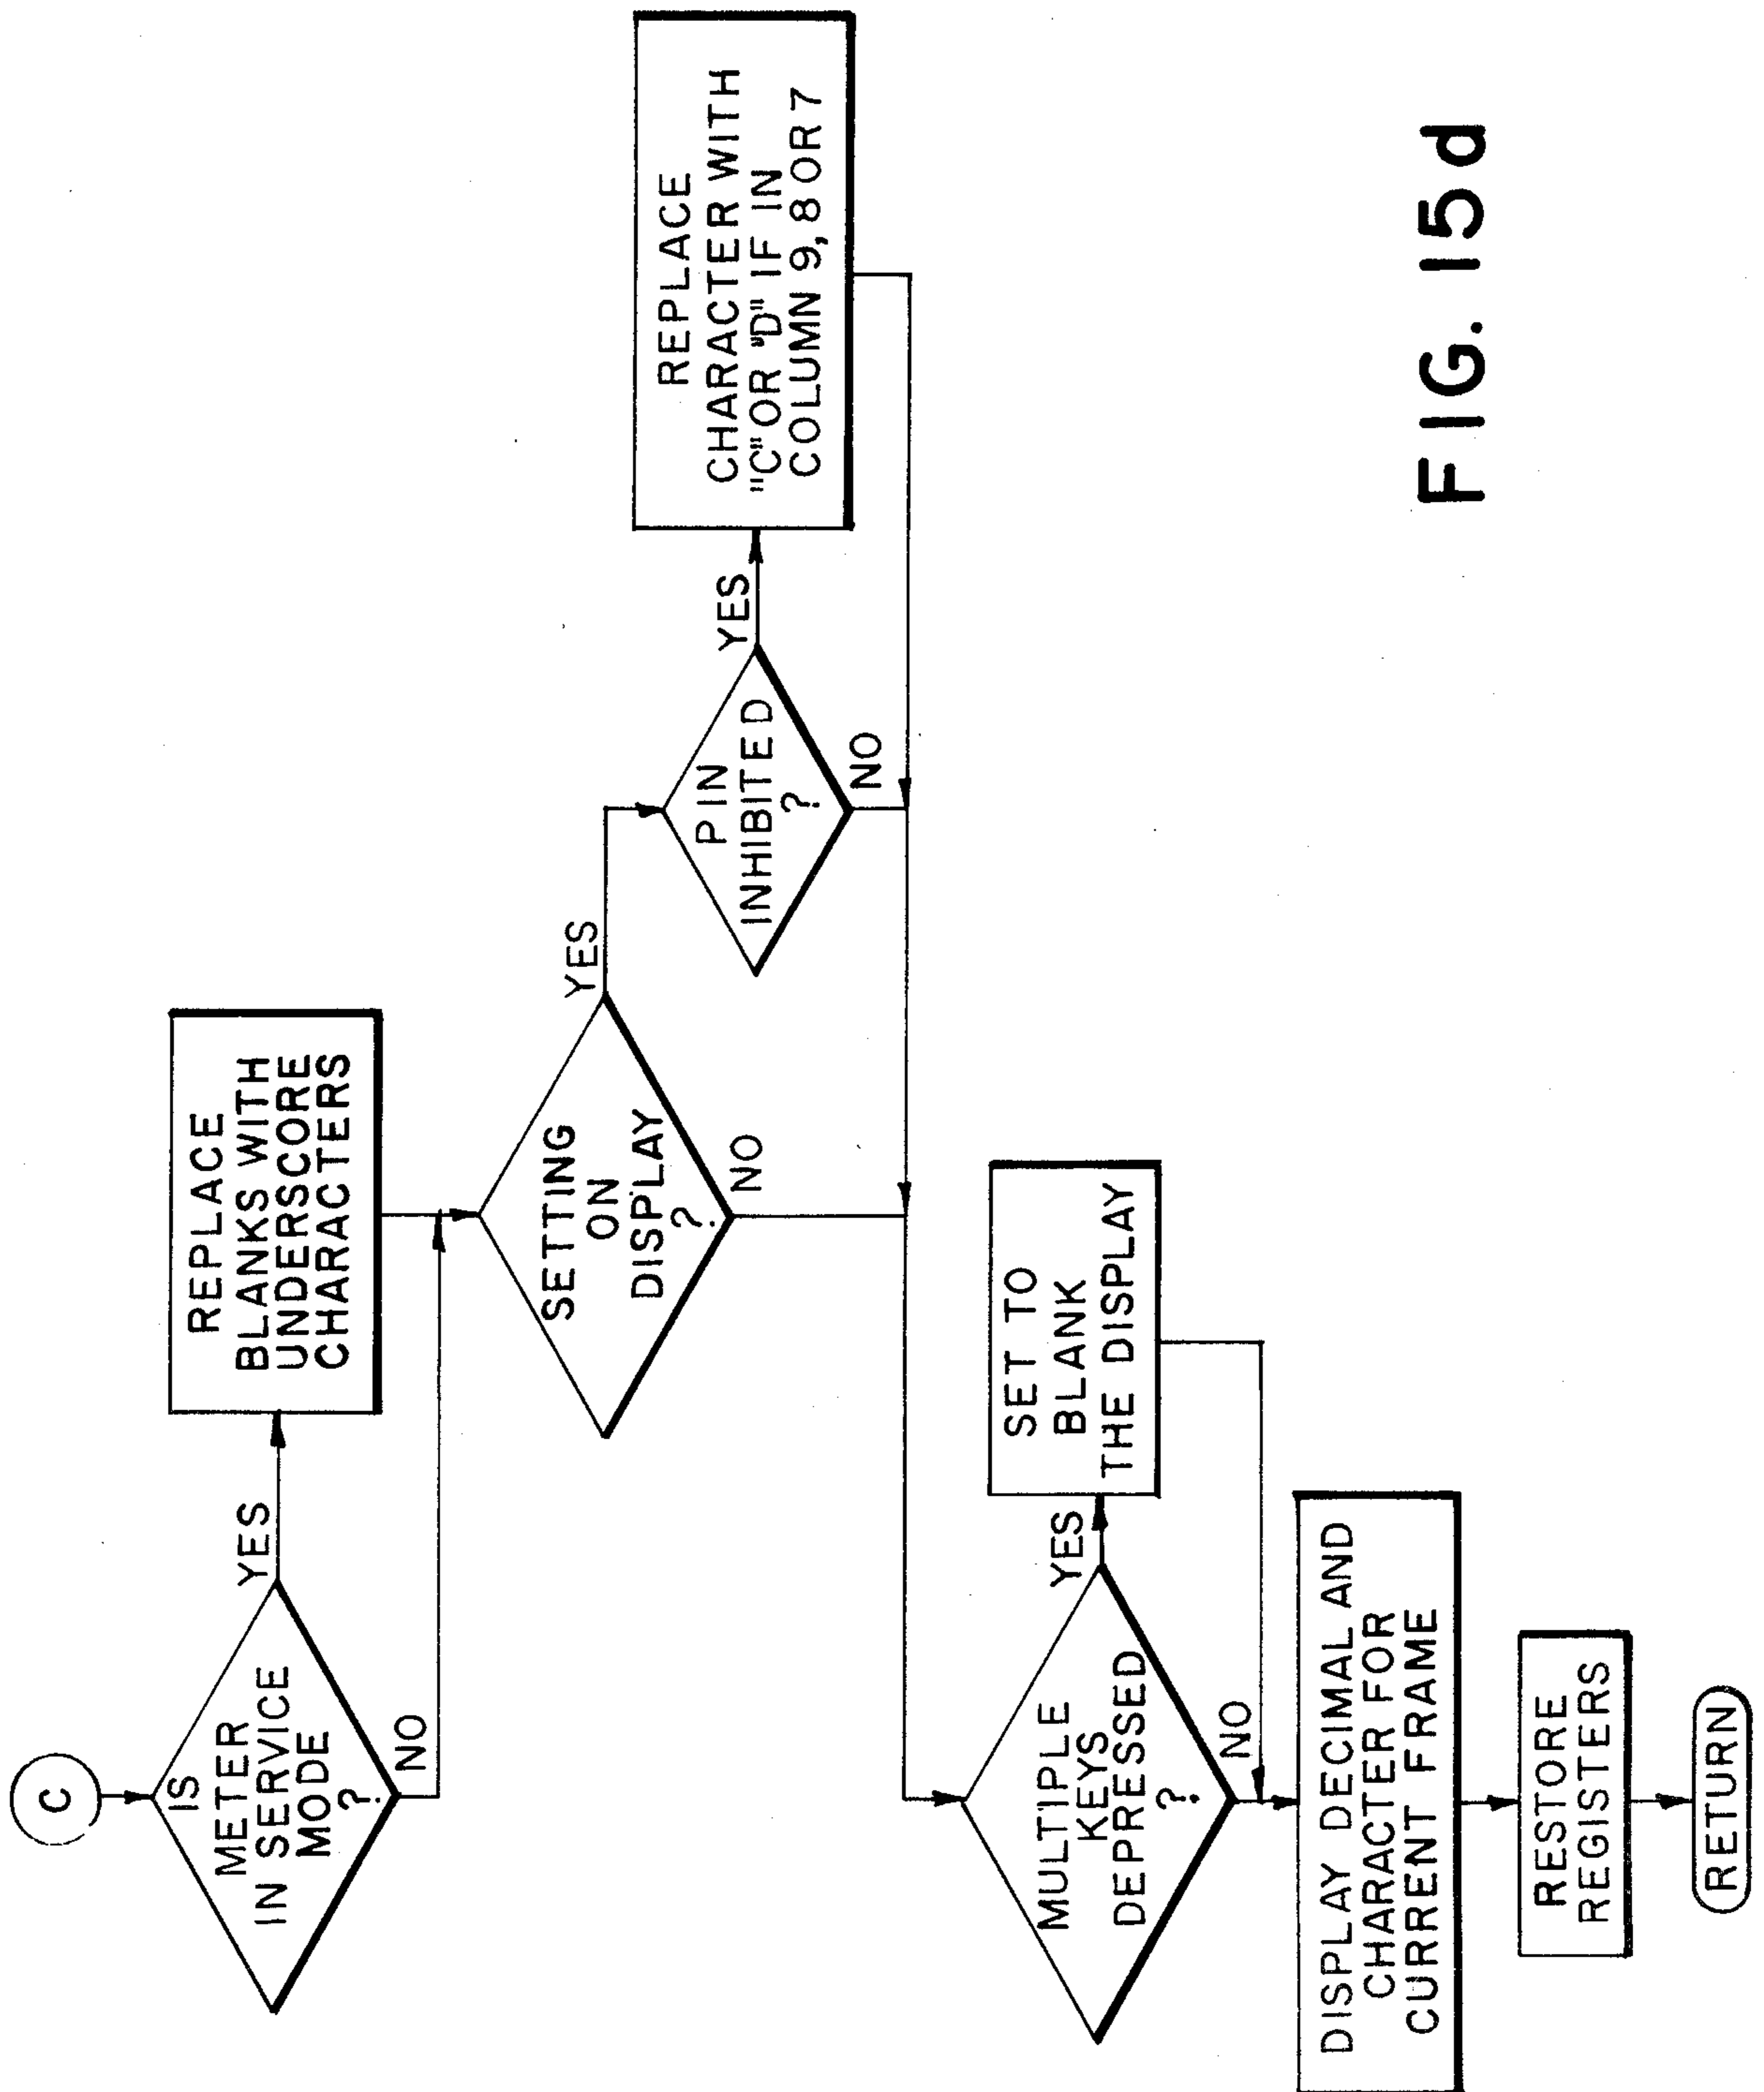 C
IS
METER
IN SERVICE
MODE
?
YES
NO
REPLACE
BLANKS WITH
UNDERSCORE
CHARACTERS
SETTING
ON
DISPLAY
?
YES
NO
PIN
INHIBITED
?
YES
NO
REPLACE
CHARACTER WITH
"C" OR "D" IF IN
COLUMN 9, 8 OR 7
MULTIPLE
KEYS
DEPRESSED
?
YES
NO
SET TO
BLANK
THE DISPLAY
DISPLAY DECIMAL AND
CHARACTER FOR
CURRENT FRAME
RESTORE
REGISTERS
RETURN
FIG. 15d